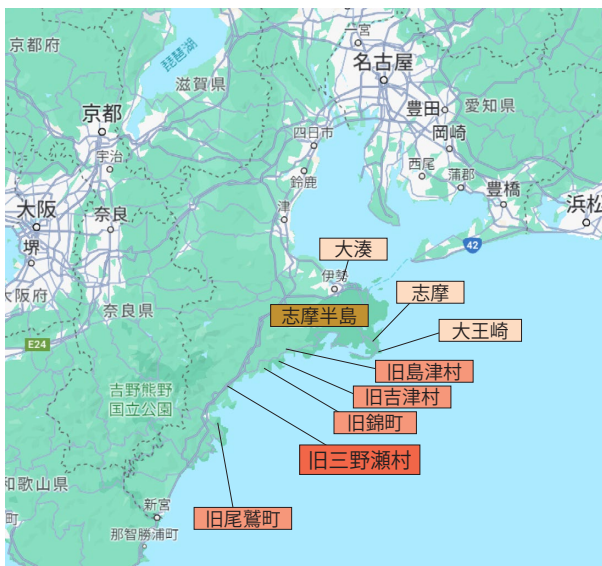 京都府
琵琶湖
滋賀県
一宮
名古屋
豊田
愛知県
岡崎
京都
宇治
四日市
鈴鹿
西尾
蒲郡
豊橋
浜松
大阪
堺
奈良
津
42
大湊
伊勢
大阪府
奈良県
志摩
志摩半島
大王崎
E24
旧島津村
吉野熊野
国立公園
旧吉津村
旧錦町
旧三野瀬村
和歌山県
新宮
旧尾鷲町
町
那智勝浦町